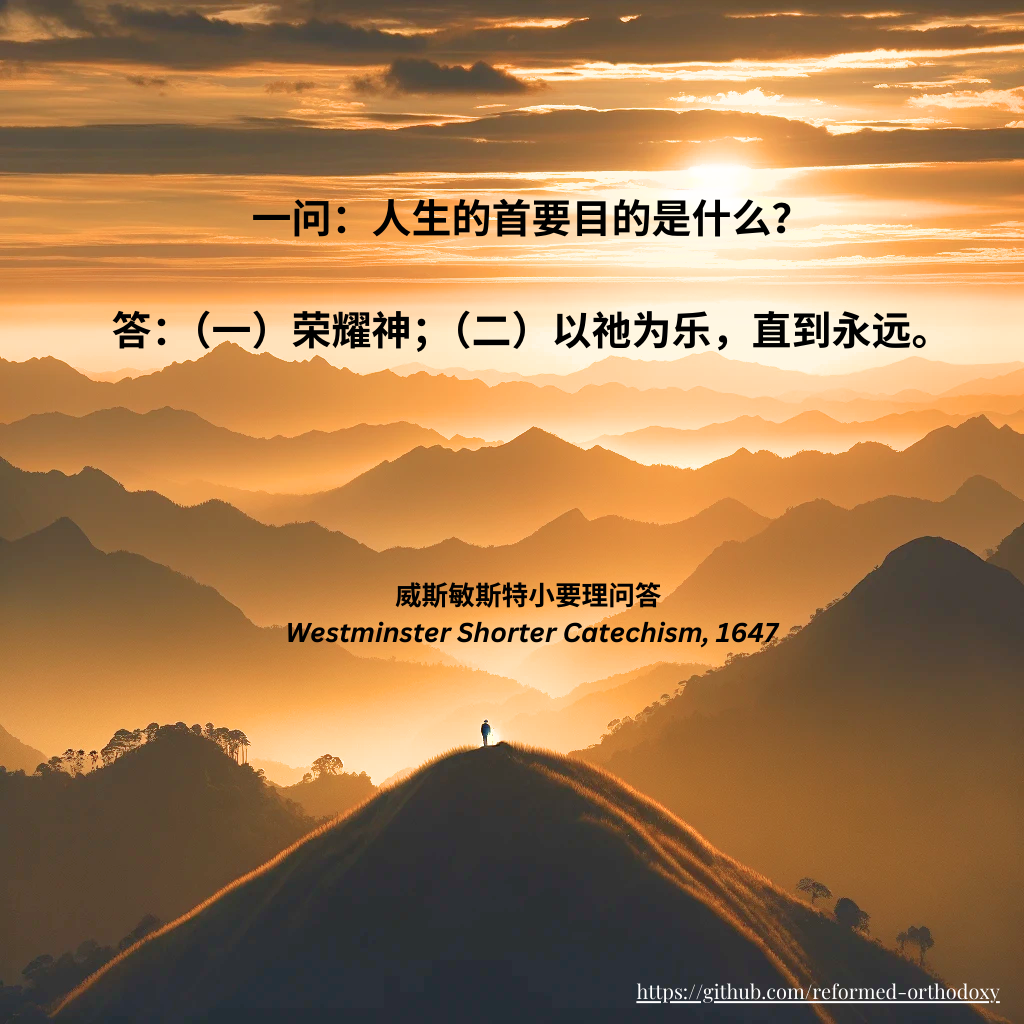 一问：人生的首要目的是什么？
答：（一）荣耀神；（二）以祂为乐，直到永远。
威斯敏斯特小要理问答
Westminster Shorter Catechism, 1647
https://github.com/reformed-orthodoxy